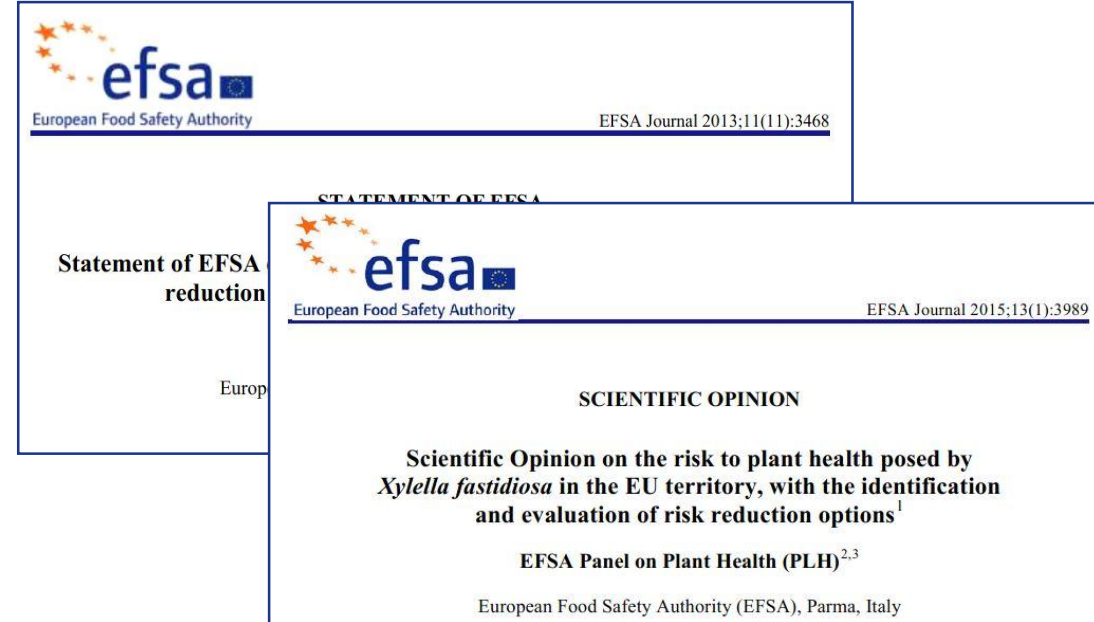 efsa
European Food Safety Authority
EFSA Journal 2013;11(11):3468
STATEMENT OF EFSA
Statement of EFSA
reduction
efsa
European Food Safety Authority
EFSA Journal 2015;13(1):3989
SCIENTIFIC OPINION
Scientific Opinion on the risk to plant health posed by
Xylella fastidiosa in the EU territory, with the identification
and evaluation of risk reduction options¹
EFSA Panel on Plant Health (PLH)²,³
European Food Safety Authority (EFSA), Parma, Italy